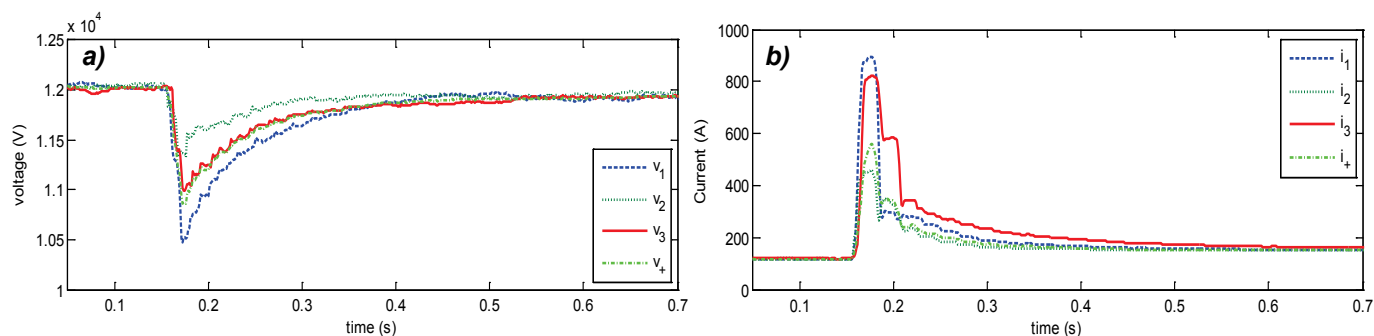 x 10⁴
a)
1.25
1.2
1.15
1.1
1.05
1
0.1 0.2 0.3 0.4 0.5 0.6 0.7
voltage (V)
time (s)
v₁
v₂
v₃
v₊
b)
1000
800
600
400
200
0
0.1 0.2 0.3 0.4 0.5 0.6 0.7
Current (A)
time (s)
i₁
i₂
i₃
i₊